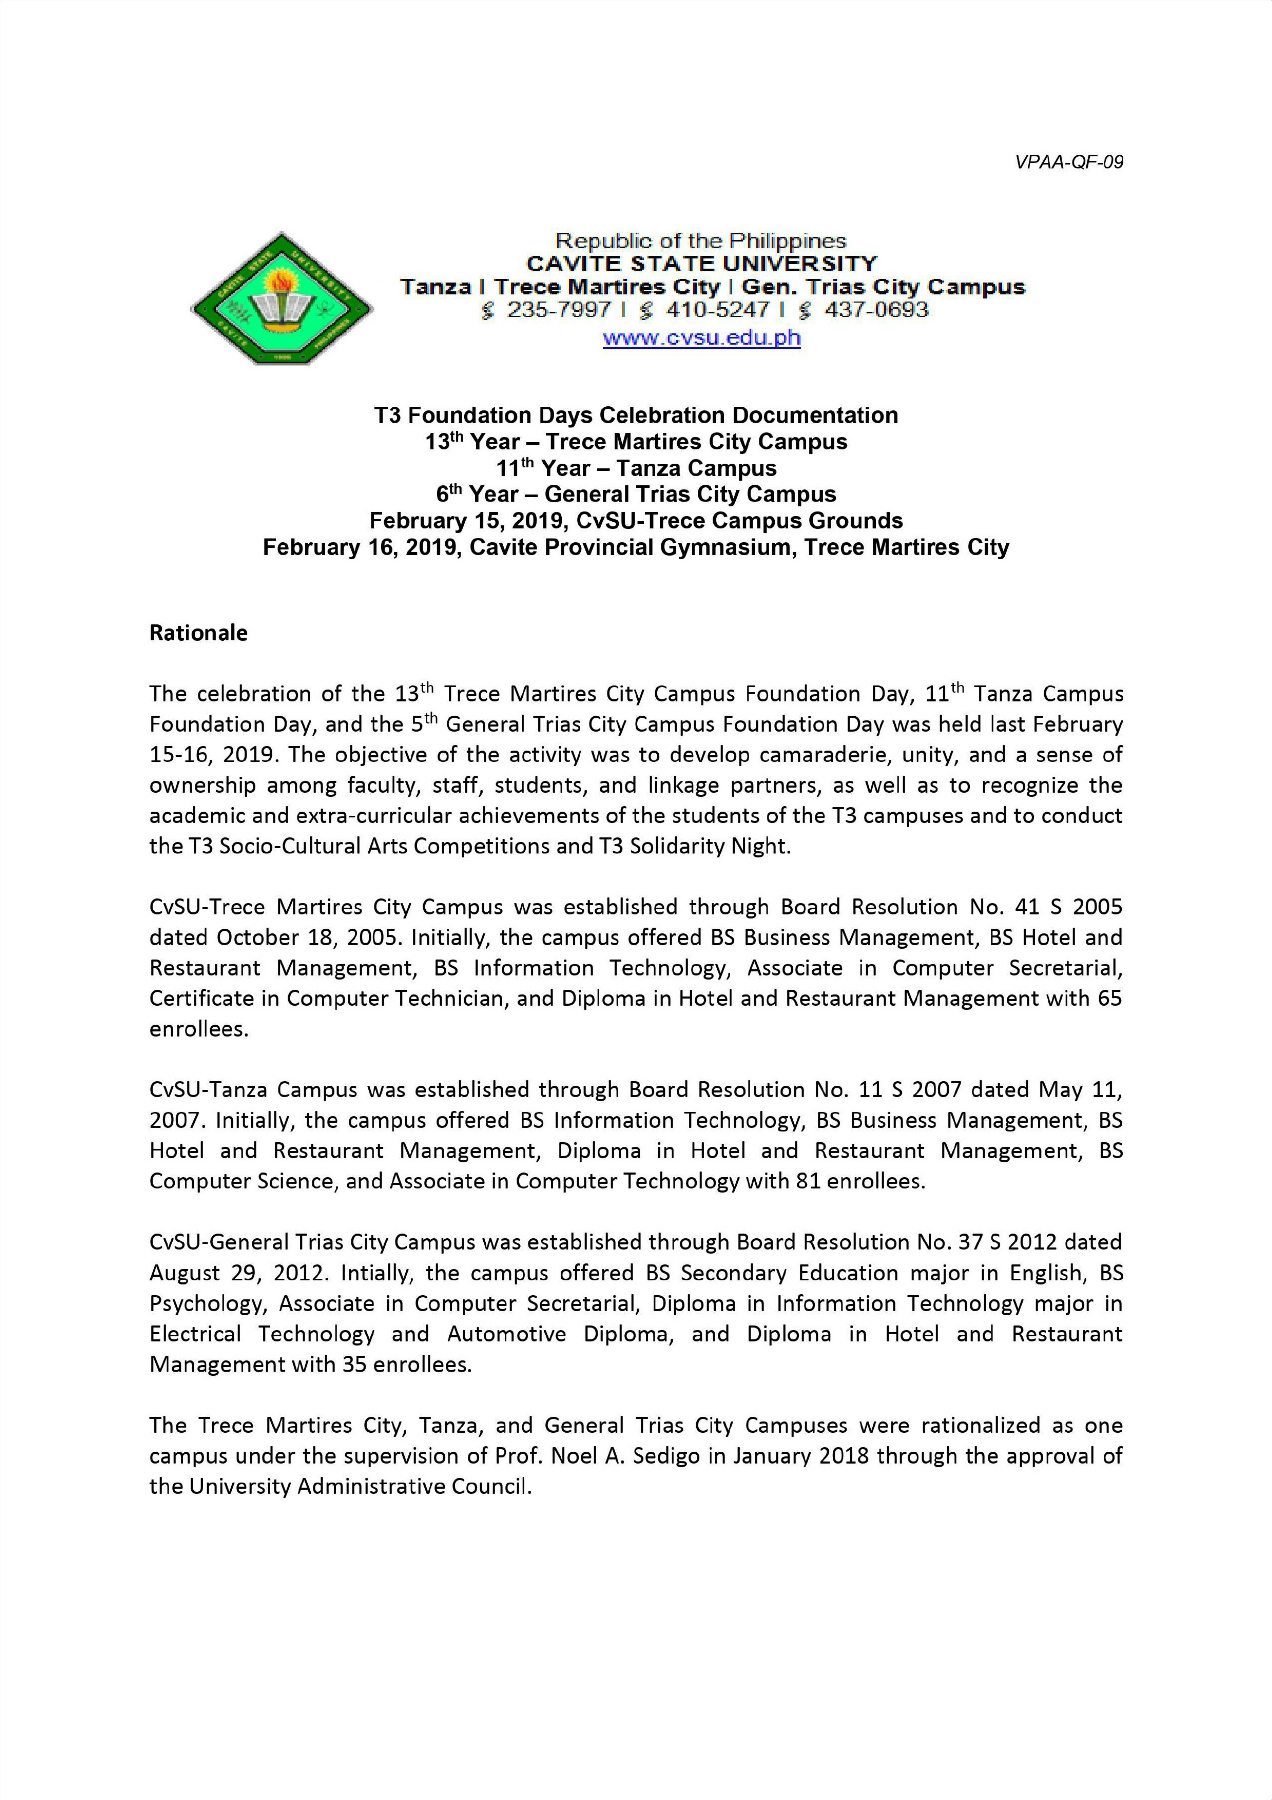 VPAA-QF-09
Republic of the Philippines
CAVITE STATE UNIVERSITY
Tanza | Trece Martires City | Gen. Trias City Campus
235-7997 | 410-5247 | 437-0693
www.cvsu.edu.ph
CAVITE STATE UNIVERSITY
CAVITE PHILIPPINES
1906
T3 Foundation Days Celebration Documentation
13th Year – Trece Martires City Campus
11th Year – Tanza Campus
6th Year – General Trias City Campus
February 15, 2019, CvSU-Trece Campus Grounds
February 16, 2019, Cavite Provincial Gymnasium, Trece Martires City
Rationale
The celebration of the 13th Trece Martires City Campus Foundation Day, 11th Tanza Campus
Foundation Day, and the 5th General Trias City Campus Foundation Day was held last February
15-16, 2019. The objective of the activity was to develop camaraderie, unity, and a sense of
ownership among faculty, staff, students, and linkage partners, as well as to recognize the
academic and extra-curricular achievements of the students of the T3 campuses and to conduct
the T3 Socio-Cultural Arts Competitions and T3 Solidarity Night.
CvSU-Trece Martires City Campus was established through Board Resolution No. 41 S 2005
dated October 18, 2005. Initially, the campus offered BS Business Management, BS Hotel and
Restaurant Management, BS Information Technology, Associate in Computer Secretarial,
Certificate in Computer Technician, and Diploma in Hotel and Restaurant Management with 65
enrollees.
CvSU-Tanza Campus was established through Board Resolution No. 11 S 2007 dated May 11,
2007. Initially, the campus offered BS Information Technology, BS Business Management, BS
Hotel and Restaurant Management, Diploma in Hotel and Restaurant Management, BS
Computer Science, and Associate in Computer Technology with 81 enrollees.
CvSU-General Trias City Campus was established through Board Resolution No. 37 S 2012 dated
August 29, 2012. Intially, the campus offered BS Secondary Education major in English, BS
Psychology, Associate in Computer Secretarial, Diploma in Information Technology major in
Electrical Technology and Automotive Diploma, and Diploma in Hotel and Restaurant
Management with 35 enrollees.
The Trece Martires City, Tanza, and General Trias City Campuses were rationalized as one
campus under the supervision of Prof. Noel A. Sedigo in January 2018 through the approval of
the University Administrative Council.